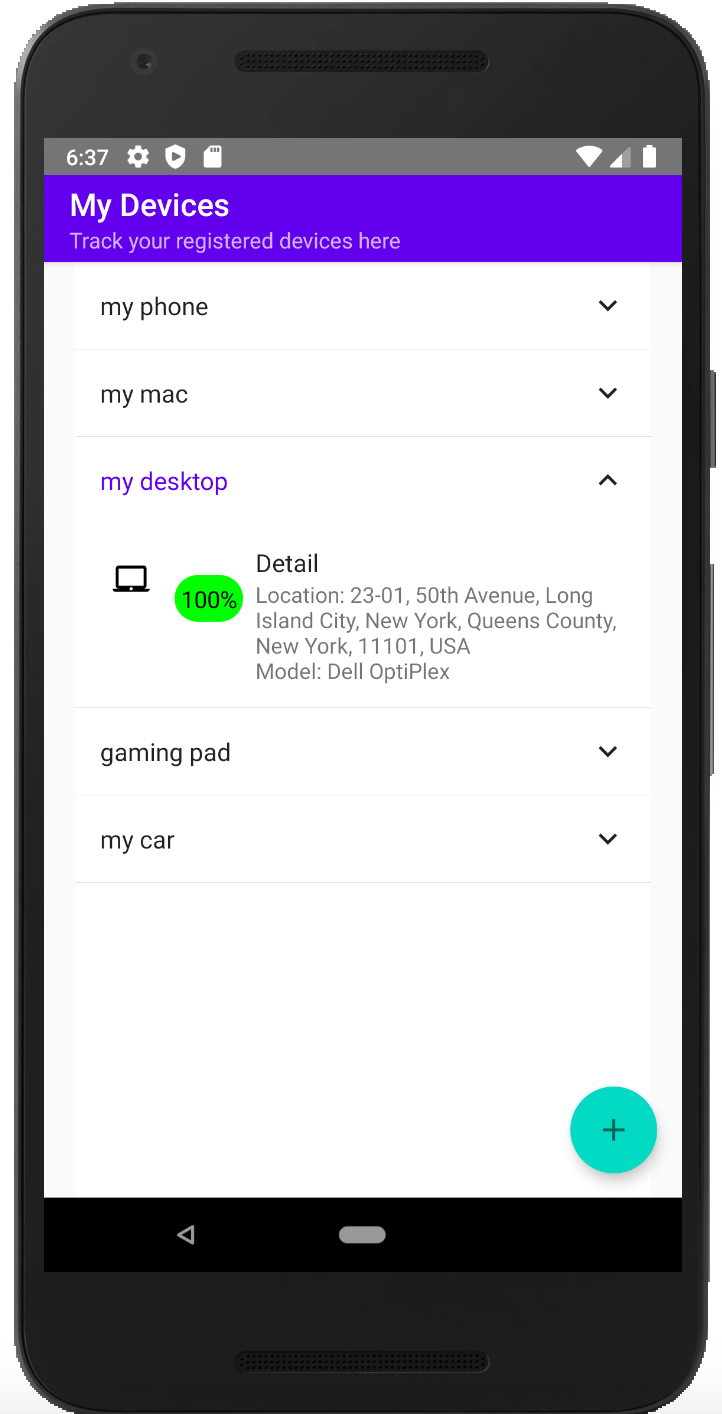 6:37
My Devices
Track your registered devices here
my phone
my mac
my desktop
Detail
100%
Location: 23-01, 50th Avenue, Long
Island City, New York, Queens County,
New York, 11101, USA
Model: Dell OptiPlex
gaming pad
my car